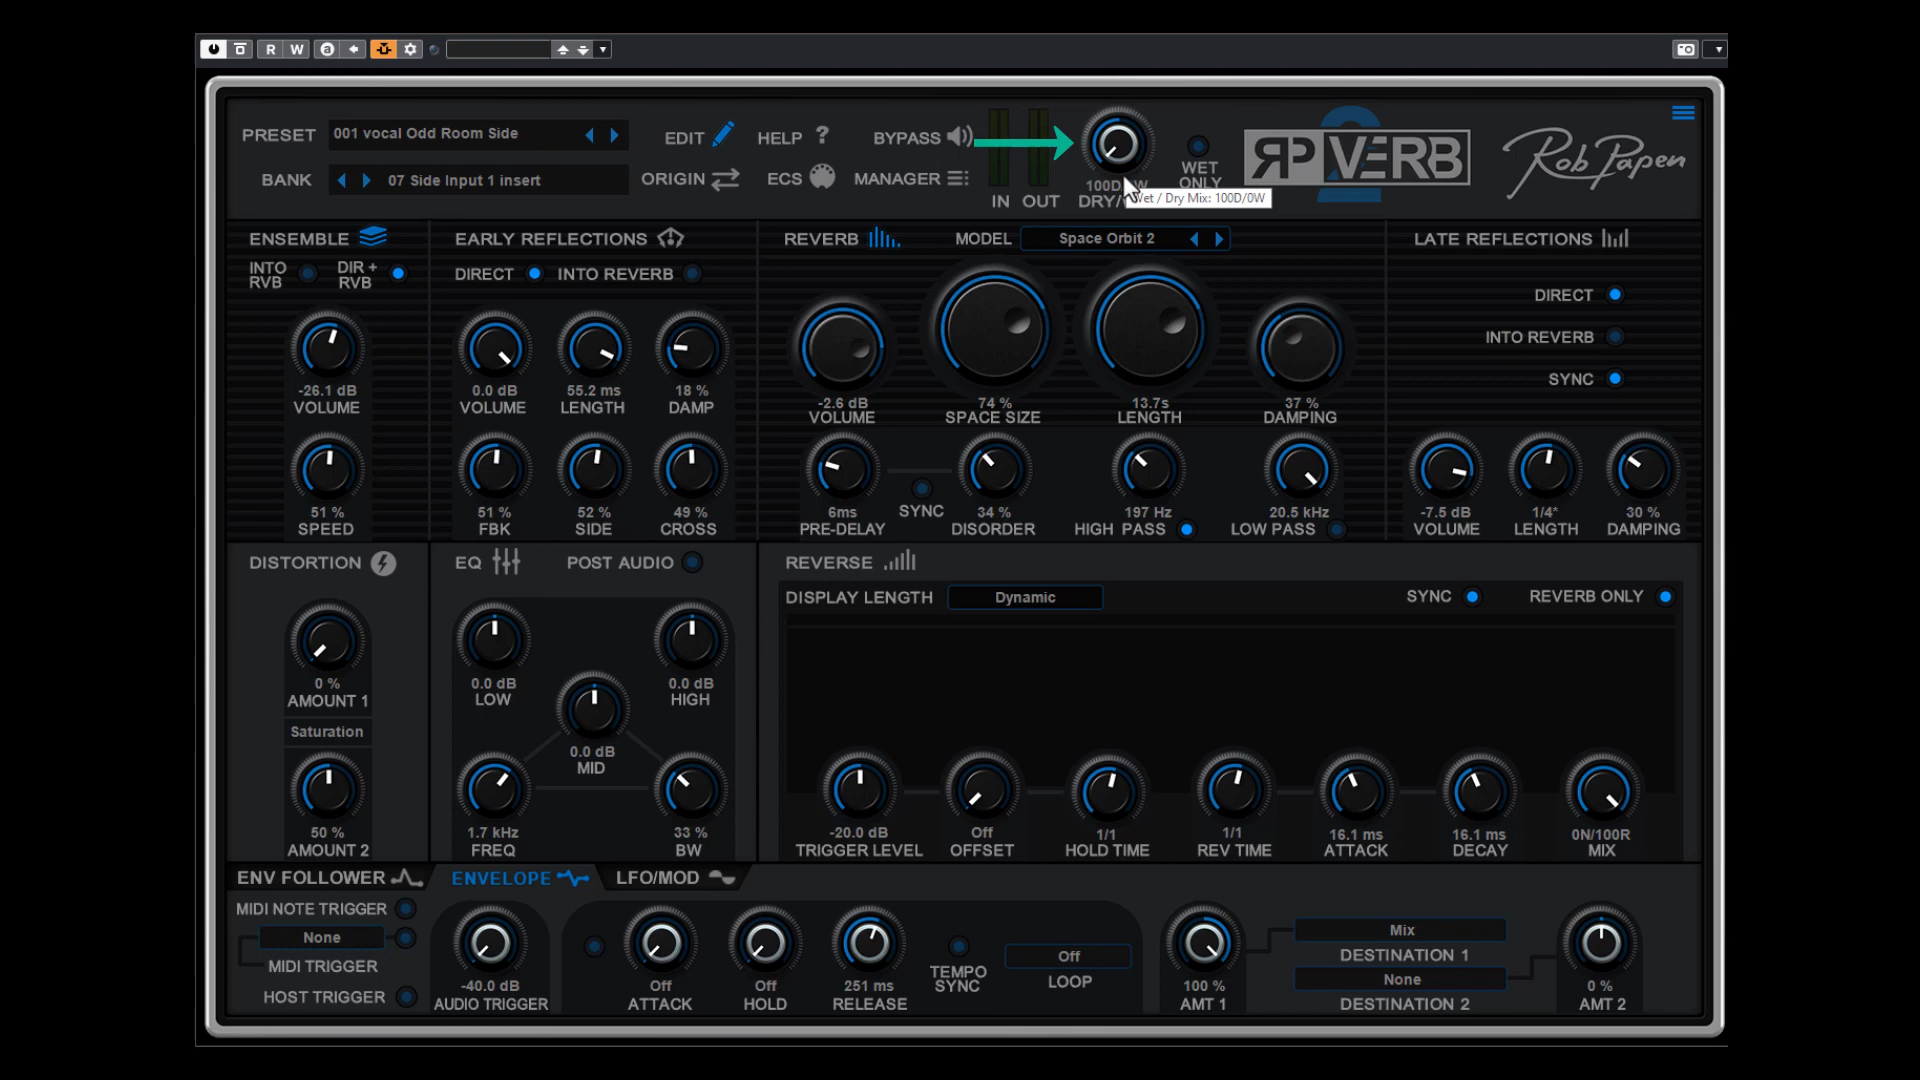 R W a
PRESET 001 vocal Odd Room Side
EDIT HELP ? BYPASS
BANK 07 Side Input 1 insert
ORIGIN ECS MANAGER
IN OUT
DRY/
Wet / Dry Mix: 100D/0W
WET
ONLY
RP VERB 2
Rob Papen
ENSEMBLE
INTO
RVB
DIR +
RVB
-26.1 dB
VOLUME
51 %
SPEED
EARLY REFLECTIONS
DIRECT INTO REVERB
0.0 dB 55.2 ms 18 %
VOLUME LENGTH DAMP
51 % 52 % 49 %
FBK SIDE CROSS
REVERB MODEL Space Orbit 2
-2.6 dB 74 % 13.7s 37 %
VOLUME SPACE SIZE LENGTH DAMPING
SYNC
6ms 34 % 197 Hz 20.5 kHz
PRE-DELAY DISORDER HIGH PASS LOW PASS
LATE REFLECTIONS
DIRECT
INTO REVERB
SYNC
-7.5 dB 1/4* 30 %
VOLUME LENGTH DAMPING
DISTORTION
0 %
AMOUNT 1
Saturation
50 %
AMOUNT 2
EQ POST AUDIO
0.0 dB 0.0 dB
LOW HIGH
0.0 dB
MID
1.7 kHz 33 %
FREQ BW
REVERSE
DISPLAY LENGTH Dynamic SYNC REVERB ONLY
-20.0 dB Off 1/1 1/1 16.1 ms 16.1 ms 0N/100R
TRIGGER LEVEL OFFSET HOLD TIME REV TIME ATTACK DECAY MIX
ENV FOLLOWER ENVELOPE LFO/MOD
MIDI NOTE TRIGGER
None
MIDI TRIGGER
HOST TRIGGER
-40.0 dB
AUDIO TRIGGER
Off Off 251 ms
ATTACK HOLD RELEASE
TEMPO
SYNC
Off
LOOP
100 %
AMT 1
Mix
DESTINATION 1
None
DESTINATION 2
0 %
AMT 2